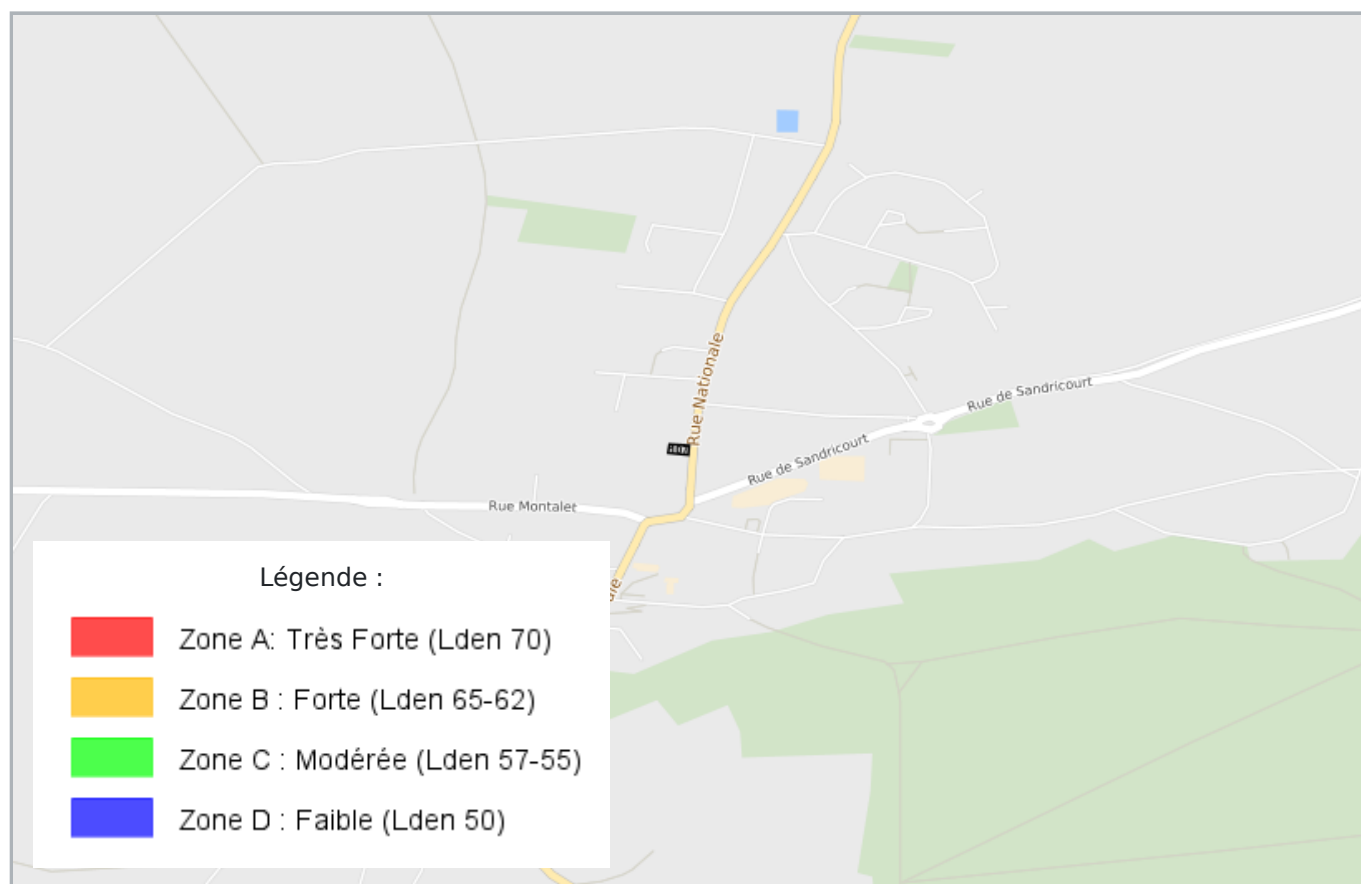 Rue Nationale
Rue de Sandricourt
Rue de Sandricourt
Rue Montalet
Légende :
Zone A: Très Forte (Lden 70)
Zone B : Forte (Lden 65-62)
Zone C : Modérée (Lden 57-55)
Zone D : Faible (Lden 50)